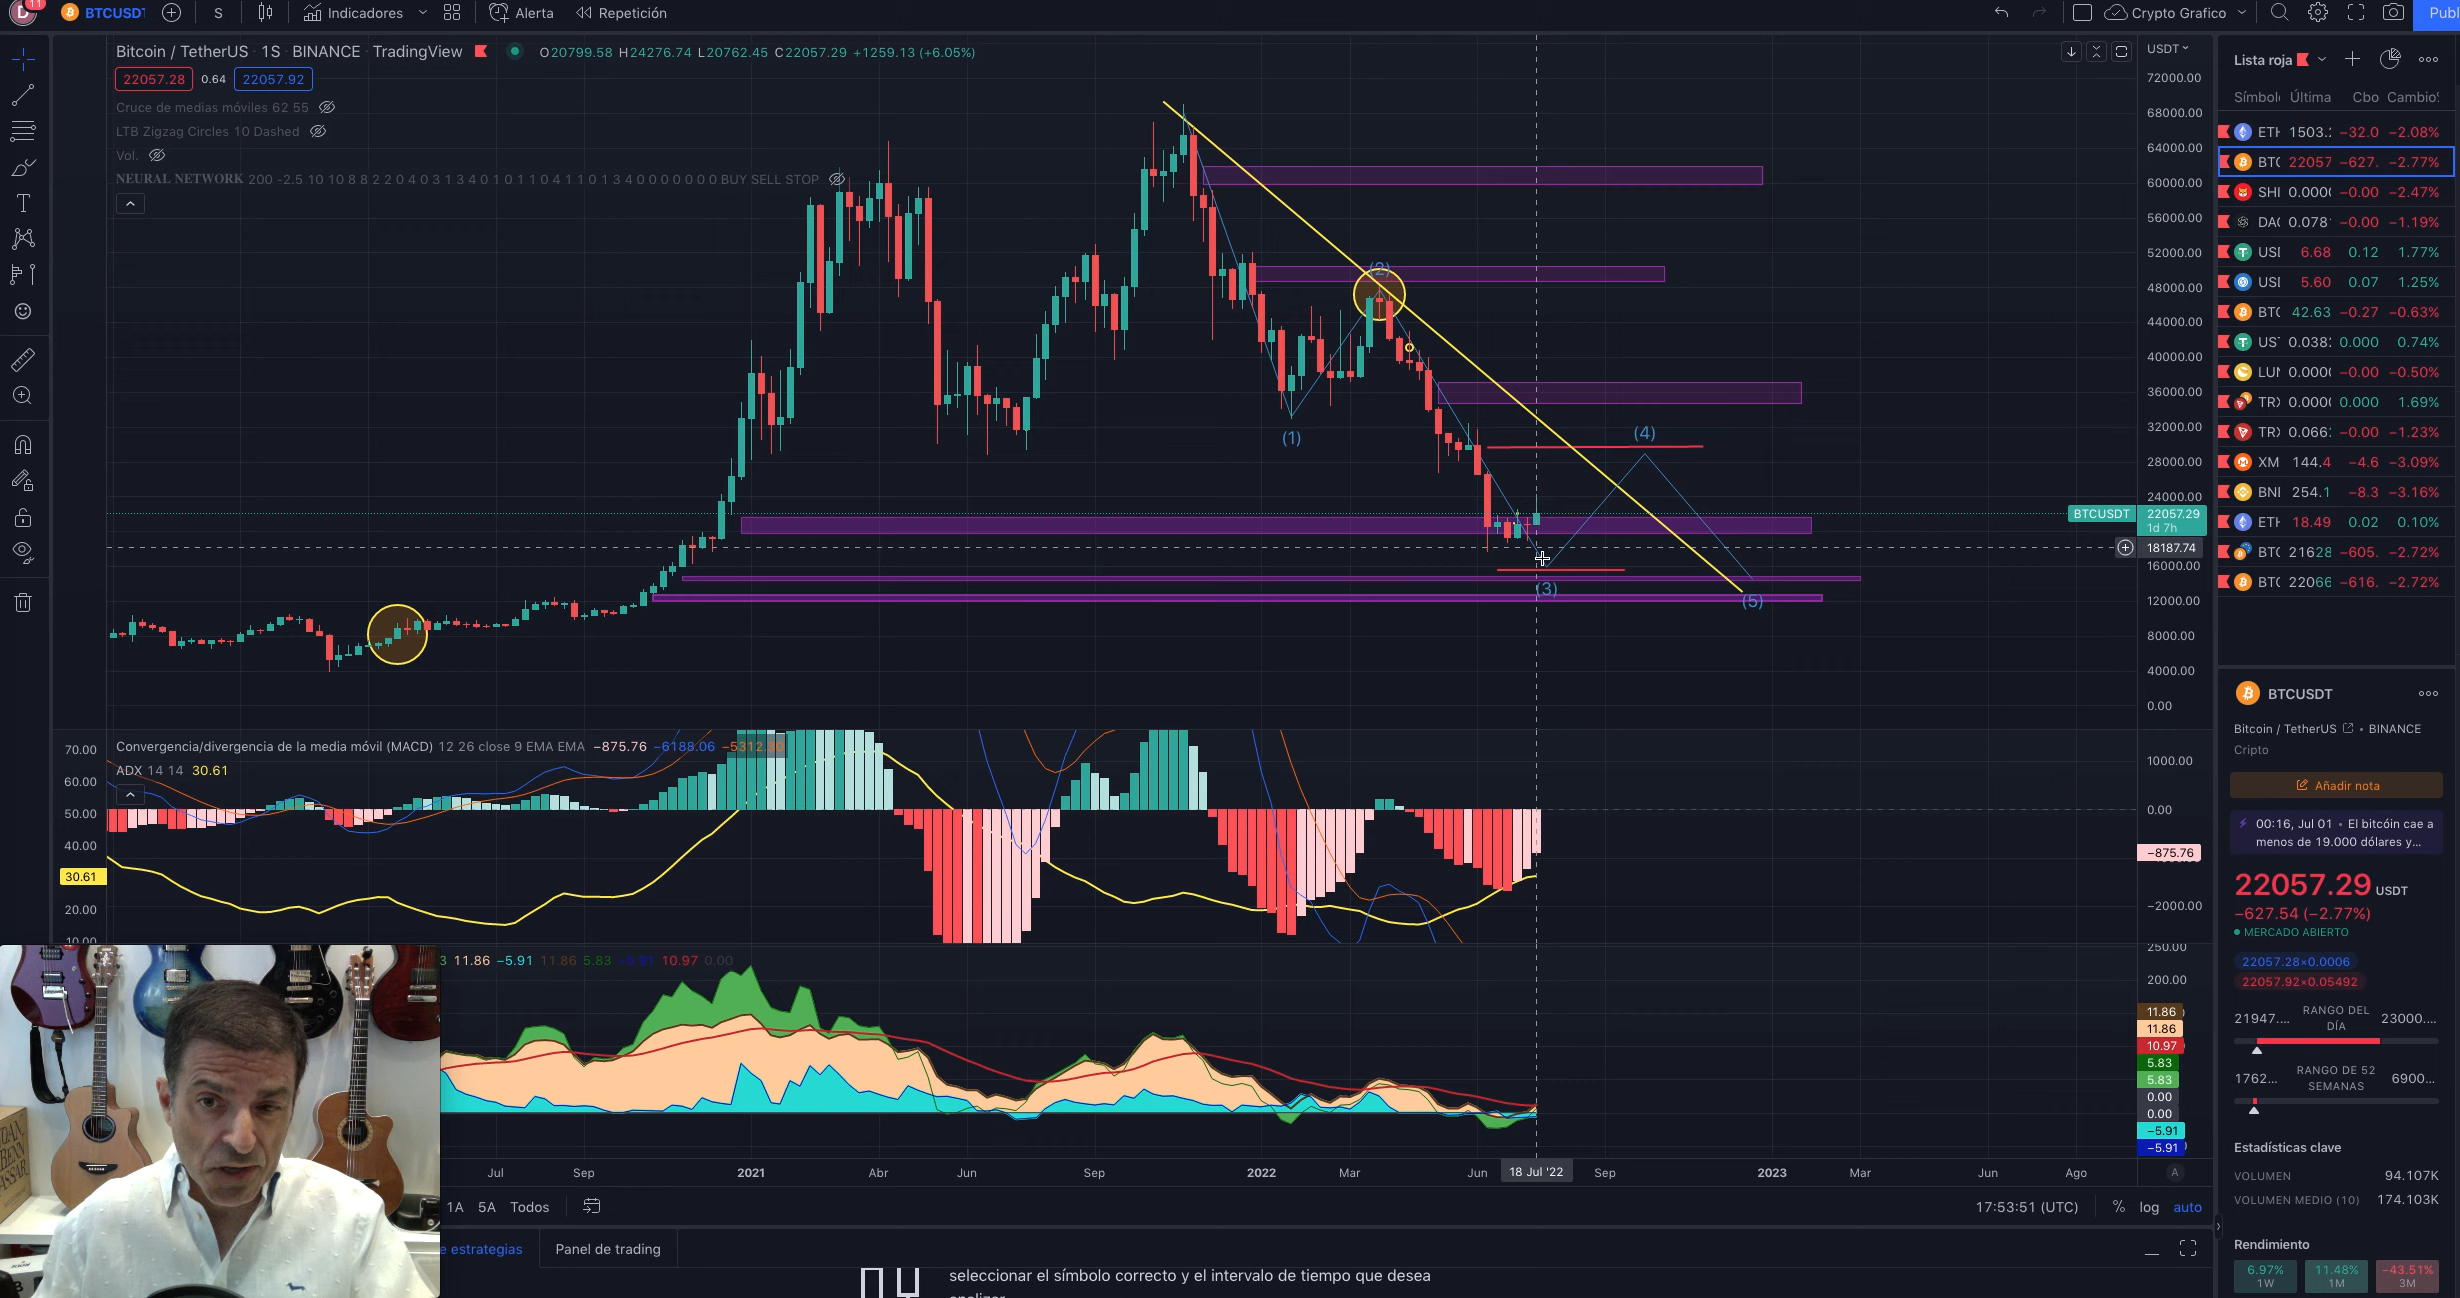 11
BTCUSDT
S
Indicadores
Alerta
Repetición
Crypto Grafico
Publ
Bitcoin / TetherUS · 1S · BINANCE · TradingView
O20799.58 H24276.74 L20762.45 C22057.29 +1259.13 (+6.05%)
22057.28 0.64 22057.92
Cruce de medias móviles 62 55
LTB Zigzag Circles 10 Dashed
Vol.
NEURAL NETWORK 200 -2.5 10 10 8 8 2 2 0 4 0 3 1 3 4 0 1 0 1 1 0 4 1 1 0 1 3 4 0 0 0 0 0 0 0 BUY SELL STOP
(1)
(2)
(3)
(4)
(5)
USDT
72000.00
68000.00
64000.00
60000.00
56000.00
52000.00
48000.00
44000.00
40000.00
36000.00
32000.00
28000.00
24000.00
BTCUSDT 22057.29
1d 7h
18187.74
16000.00
12000.00
8000.00
4000.00
0.00
Convergencia/divergencia de la media móvil (MACD) 12 26 close 9 EMA EMA −875.76 −6188.06 −5312.30
ADX 14 14 30.61
70.00
60.00
50.00
40.00
30.61
20.00
10.00
1000.00
0.00
−875.76
−2000.00
3 11.86 −5.91 11.86 5.83 −5.91 10.97 0.00
250.00
200.00
11.86
11.86
10.97
5.83
5.83
0.00
0.00
−5.91
−5.91
Jul Sep 2021 Abr Jun Sep 2022 Mar Jun 18 Jul '22 Sep 2023 Mar Jun Ago
A
1A 5A Todos
17:53:51 (UTC) % log auto
e estrategias
Panel de trading
seleccionar el símbolo correcto y el intervalo de tiempo que desea
Lista roja
Símbol Última Cbo Cambio
ETH 1503. −32.0 −2.08%
BTC 22057 −627. −2.77%
SHI 0.000 −0.00 −2.47%
DAO 0.078 −0.00 −1.19%
USD 6.68 0.12 1.77%
USD 5.60 0.07 1.25%
BTC 42.63 −0.27 −0.63%
UST 0.038 0.000 0.74%
LUN 0.000 −0.00 −0.50%
TRX 0.000 0.000 1.69%
TRX 0.066 −0.00 −1.23%
XM 144.4 −4.6 −3.09%
BNI 254.1 −8.3 −3.16%
ETH 18.49 0.02 0.10%
BTC 21628 −605. −2.72%
BTC 22066 −616. −2.72%
BTCUSDT
Bitcoin / TetherUS • BINANCE
Cripto
Añadir nota
00:16, Jul 01 • El bitcóin cae a
menos de 19.000 dólares y...
22057.29 USDT
−627.54 (−2.77%)
MERCADO ABIERTO
22057.28×0.0006
22057.92×0.05492
21947.... RANGO DEL DÍA 23000....
1762... RANGO DE 52 SEMANAS 6900...
Estadísticas clave
VOLUMEN 94.107K
VOLUMEN MEDIO (10) 174.103K
Rendimiento
6.97% 11.48% −43.51%
1W 1M 3M